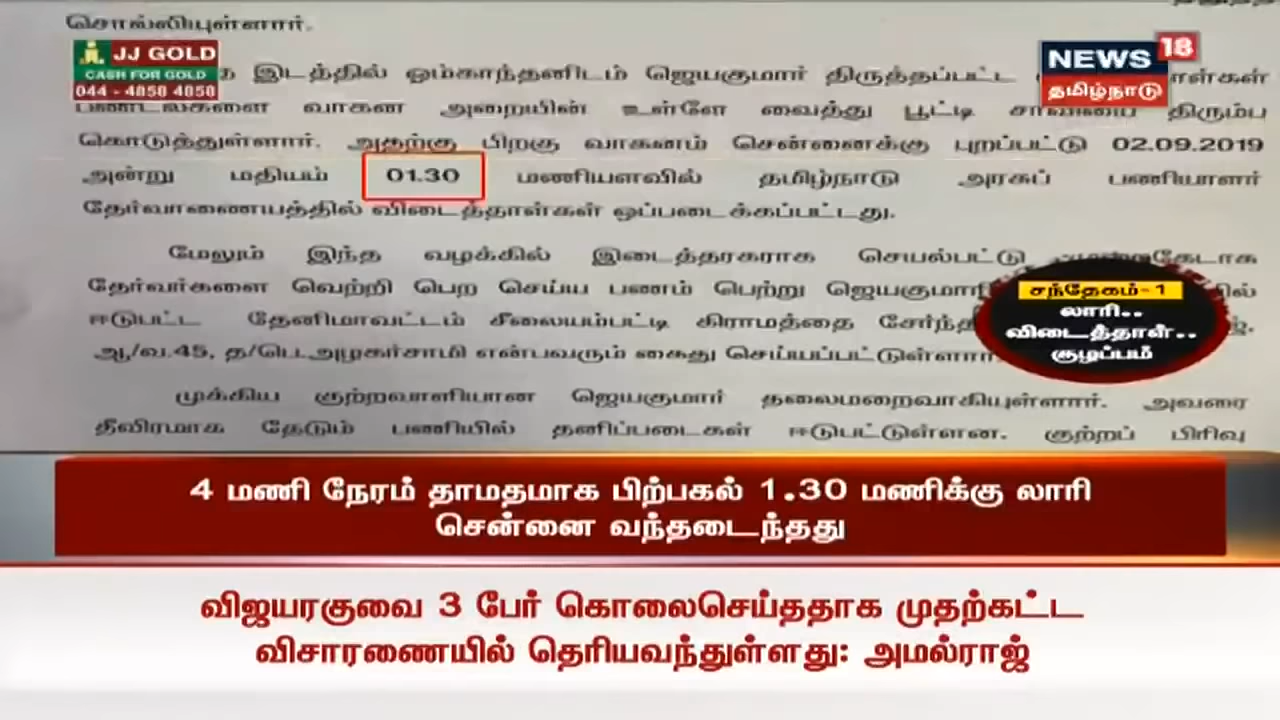 சொல்லியுள்ளார்.
JJ GOLD
CASH FOR GOLD
044 - 4858 4858
NEWS 18
தமிழ்நாடு
இடத்தில் ஓம்காந்தனிடம் ஜெயகுமார் திருத்தப்பட்ட
பண்டல்களை வாகன அறையின் உள்ளே வைத்து பூட்டி சாவியை திரும்ப
கொடுத்துள்ளார். அதற்கு பிறகு வாகனம் சென்னைக்கு புறப்பட்டு 02.09.2019
அன்று மதியம் 01.30 மணியளவில் தமிழ்நாடு அரசுப் பணியாளர்
தேர்வாணையத்தில் விடைத்தாள்கள் ஒப்படைக்கப்பட்டது.
மேலும் இந்த வழக்கில் இடைத்தரகராக செயல்பட்டு
தேர்வர்களை வெற்றி பெற செய்ய பணம் பெற்று
ஈடுபட்ட தேனிமாவட்டம் சீலையம்பட்டி கிராமத்தை
ஆ/வ.45, த/பெ.அழகர்சாமி என்பவரும் கைது
முக்கிய குற்றவாளியான ஜெயகுமார் தலைமறைவாகியுள்ளார். அவரை
தீவிரமாக தேடும் பணியில் தனிப்படைகள் ஈடுபட்டுள்ளன. குற்றப் பிரிவு
சந்தேகம்-1
லாரி..
விடைத்தாள்..
குழப்பம்
4 மணி நேரம் தாமதமாக பிற்பகல் 1.30 மணிக்கு லாரி
சென்னை வந்தடைந்தது
விஜயரகுவை 3 பேர் கொலைசெய்ததாக முதற்கட்ட
விசாரணையில் தெரியவந்துள்ளது: அமல்ராஜ்